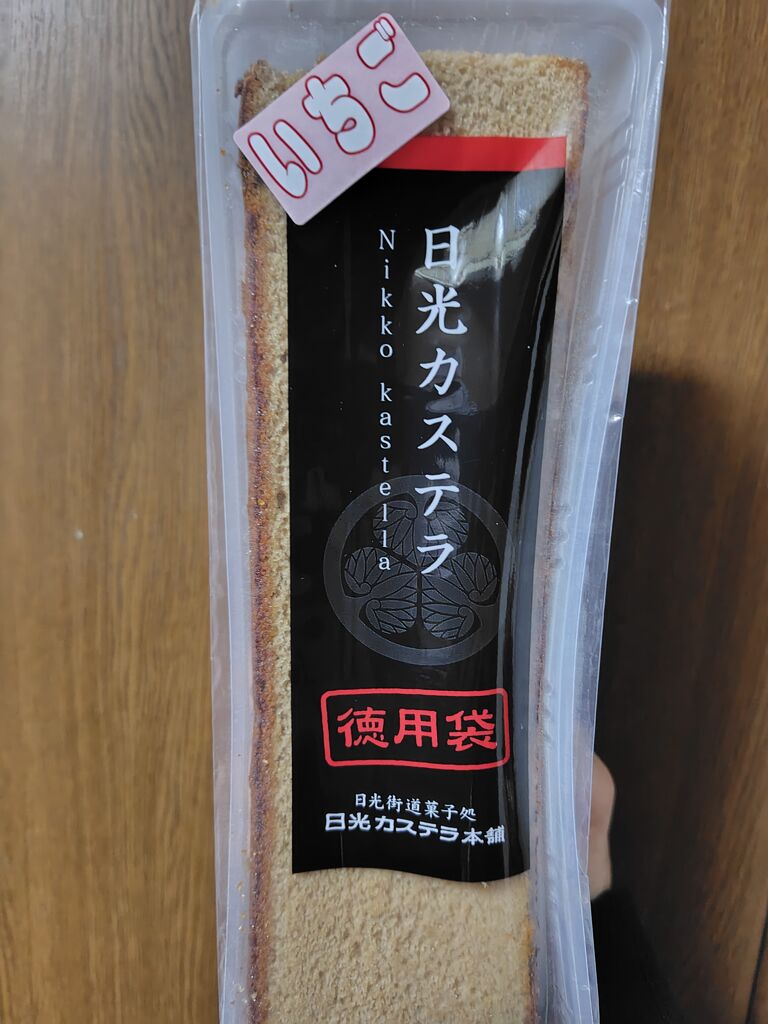 いちご
日光カステラ
Nikko kastella
徳用袋
日光街道菓子処
日光カステラ本舗